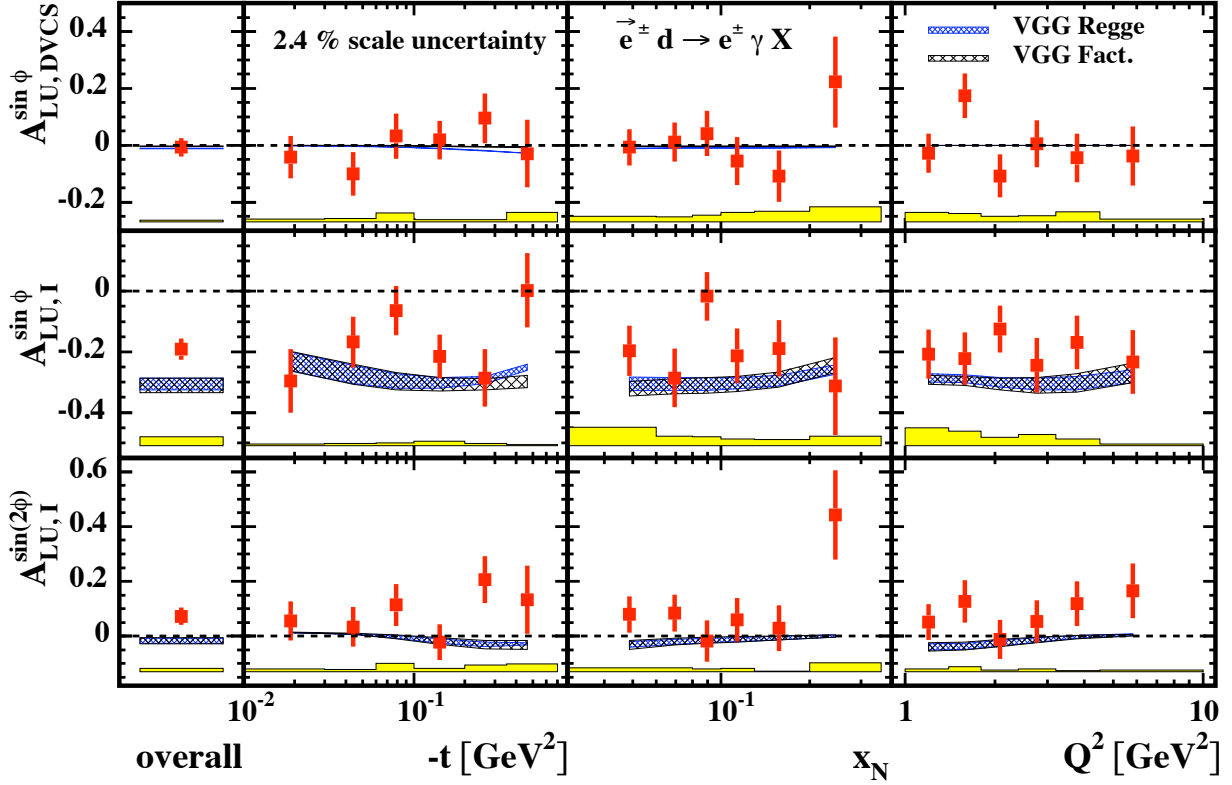 A_{LU,DVCS}^{sin ϕ}
0.4
0.2
0
-0.2
2.4 % scale uncertainty
e^→ ± d → e^± γ X
VGG Regge
VGG Fact.
A_{LU,I}^{sin ϕ}
0
-0.2
-0.4
A_{LU,I}^{sin(2ϕ)}
0.6
0.4
0.2
0
10^{-2} 10^{-1} 10^{-1} 1 10
overall -t [GeV^2] x_N Q^2 [GeV^2]